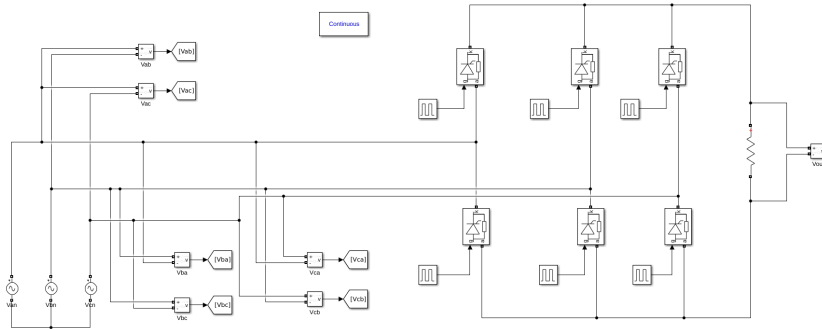 Continuous
[Vab]
Vab
[Vac]
Vac
[Vba]
Vba
[Vca]
Vca
Van
Vbn
Vcn
[Vbc]
Vbc
[Vcb]
Vcb